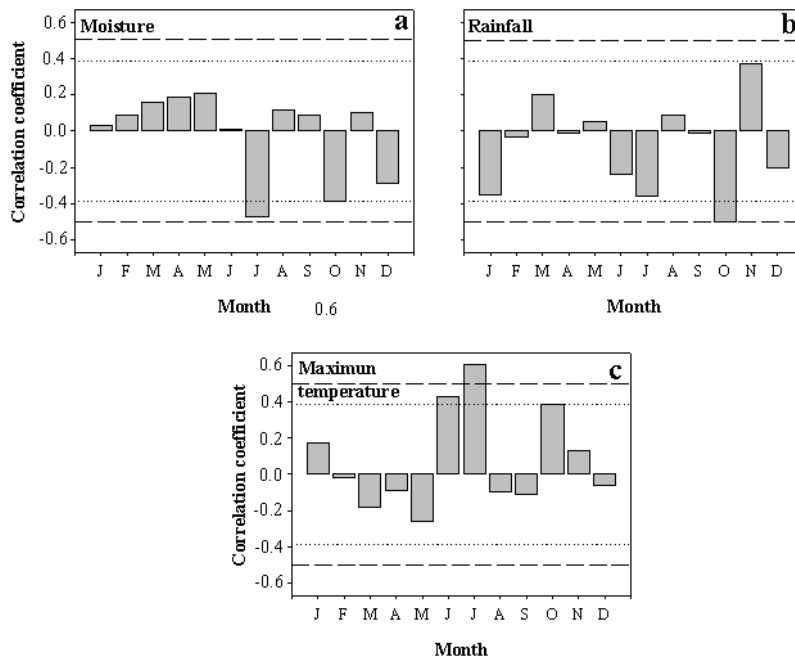 Moisture
a
0.6
0.4
0.2
0.0
-0.2
-0.4
-0.6
Correlation coefficient
J F M A M J J A S O N D
Month
Rainfall
b
J F M A M J J A S O N D
Month
0.6
Maximun
temperature
c
0.6
0.4
0.2
0.0
-0.2
-0.4
-0.6
Correlation coefficient
J F M A M J J A S O N D
Month